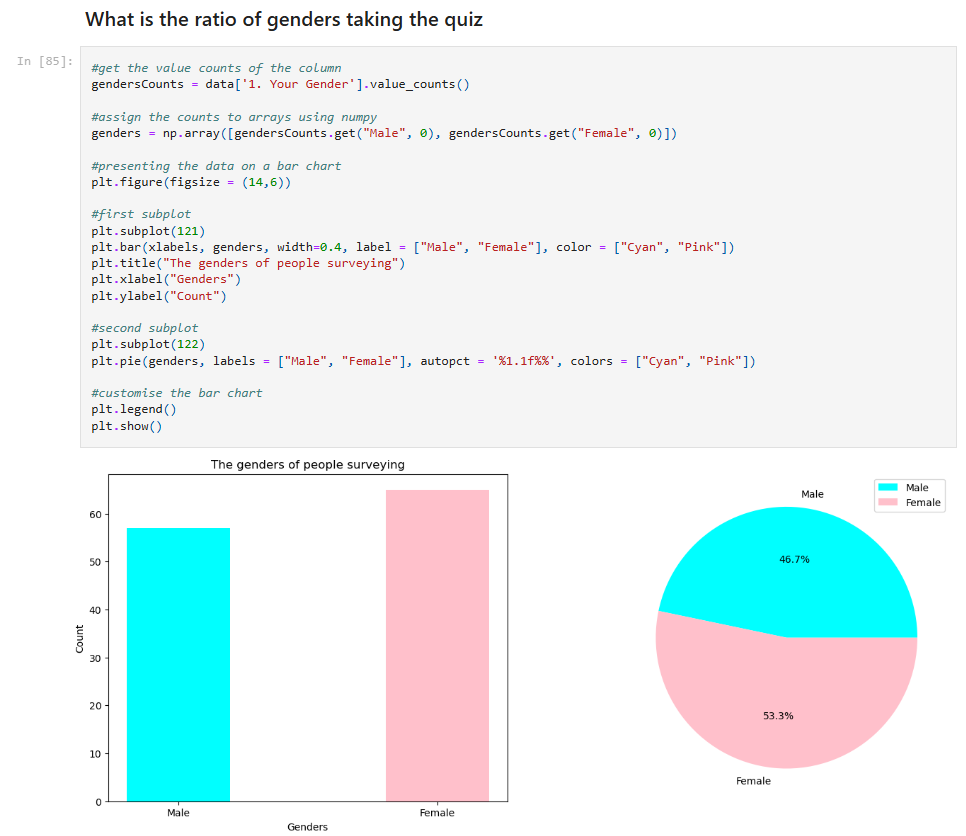 What is the ratio of genders taking the quiz
In [85]:
#get the value counts of the column
gendersCounts = data['1. Your Gender'].value_counts()
#assign the counts to arrays using numpy
genders = np.array([gendersCounts.get("Male", 0), gendersCounts.get("Female", 0)])
#presenting the data on a bar chart
plt.figure(figsize = (14,6))
#first subplot
plt.subplot(121)
plt.bar(xlabels, genders, width=0.4, label = ["Male", "Female"], color = ["Cyan", "Pink"])
plt.title("The genders of people surveying")
plt.xlabel("Genders")
plt.ylabel("Count")
#second subplot
plt.subplot(122)
plt.pie(genders, labels = ["Male", "Female"], autopct = '%1.1f%%', colors = ["Cyan", "Pink"])
#customise the bar chart
plt.legend()
plt.show()
The genders of people surveying
60
50
40
30
20
10
0
Count
Male
Female
Genders
Male
46.7%
53.3%
Female
Male
Female